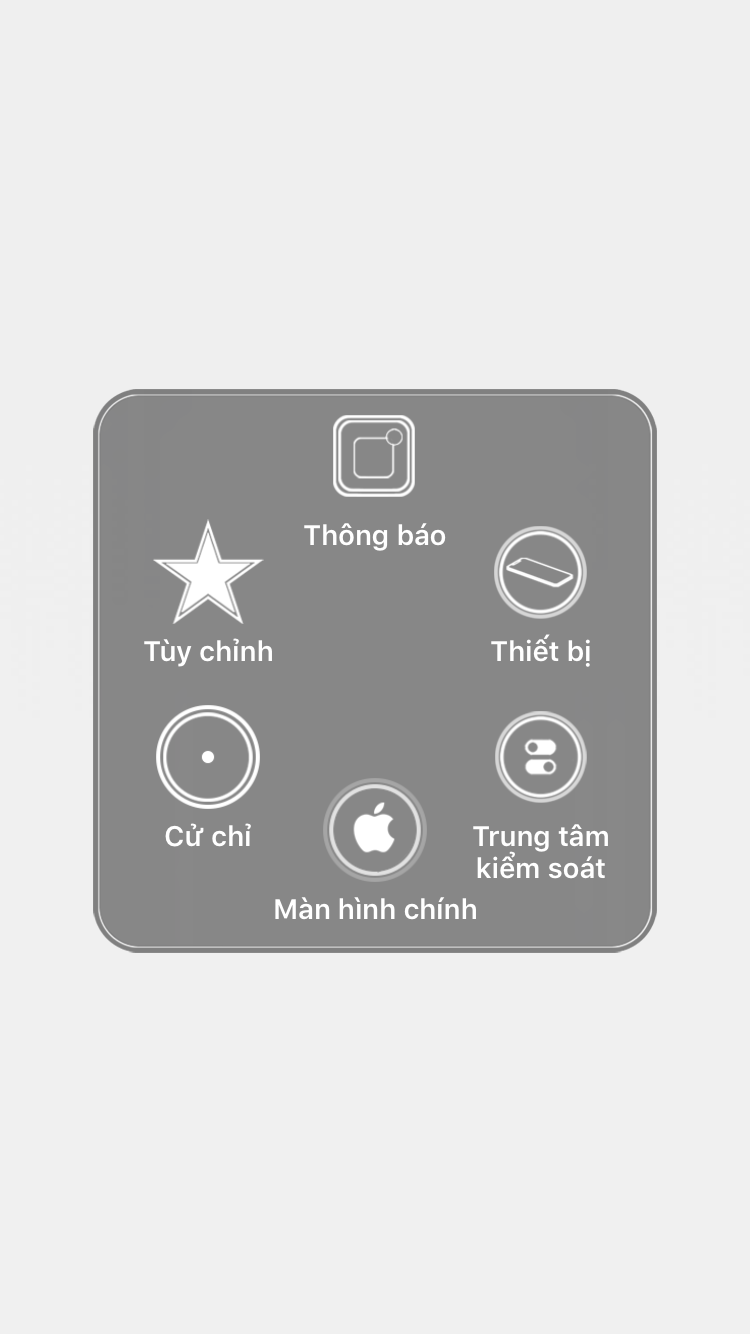 Thông báo
Tùy chỉnh
Thiết bị
Cử chỉ
Trung tâm
kiểm soát
Màn hình chính